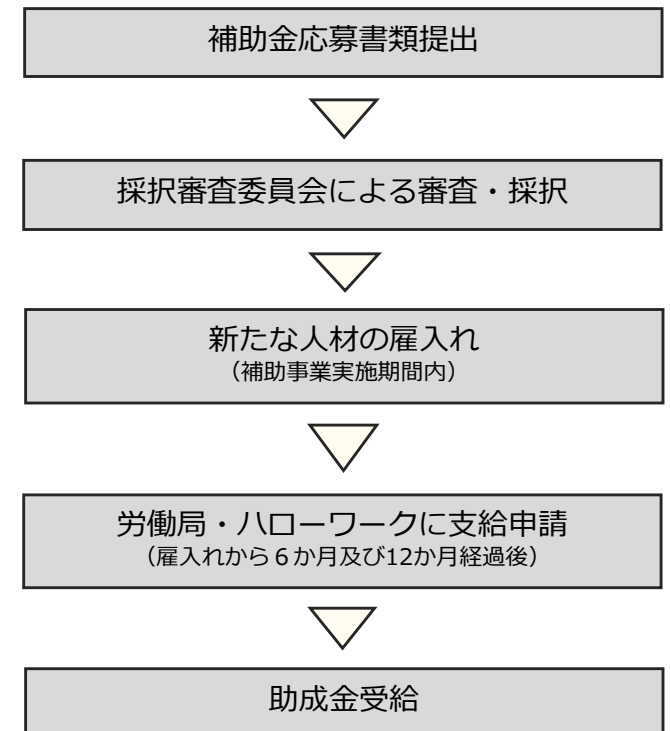 補助金応募書類提出
採択審査委員会による審査・採択
新たな人材の雇入れ
（補助事業実施期間内）
労働局・ハローワークに支給申請
（雇入れから６か月及び12か月経過後）
助成金受給